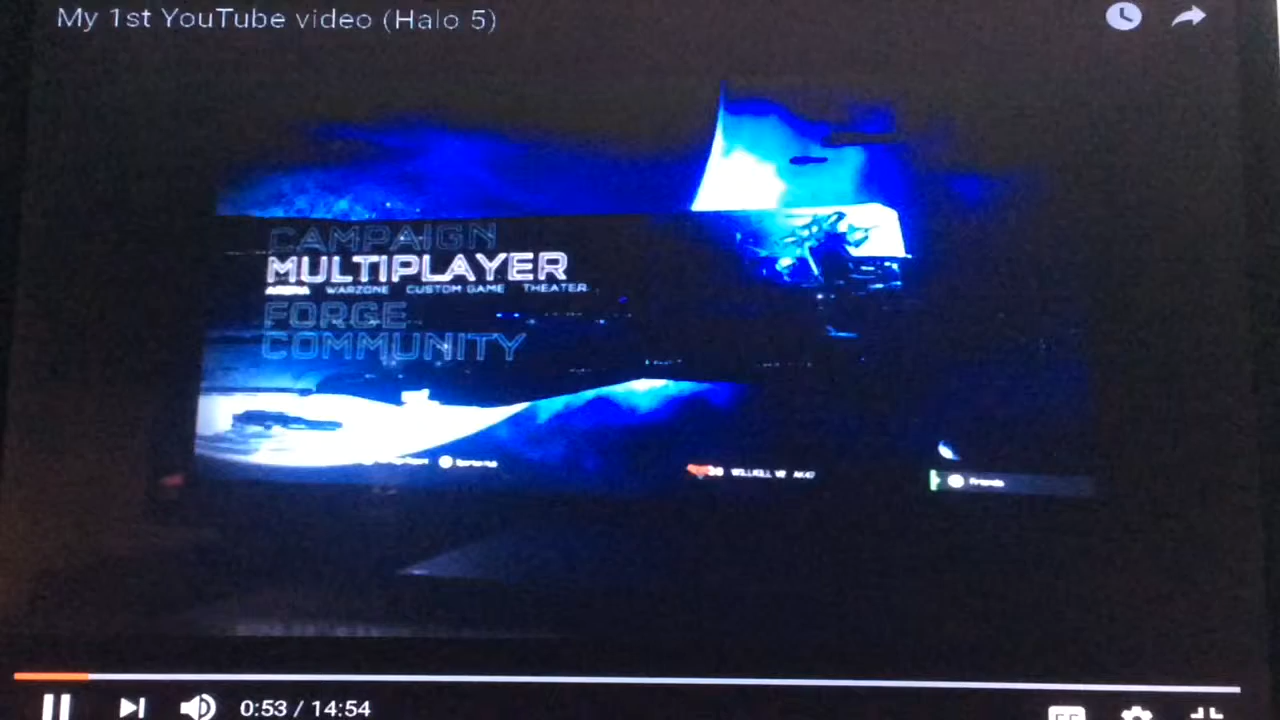 My 1st YouTube video (Halo 5)
CAMPAIGN
MULTIPLAYER
ARENA WARZONE CUSTOM GAME THEATER
FORGE
COMMUNITY
Friends
0:53 / 14:54